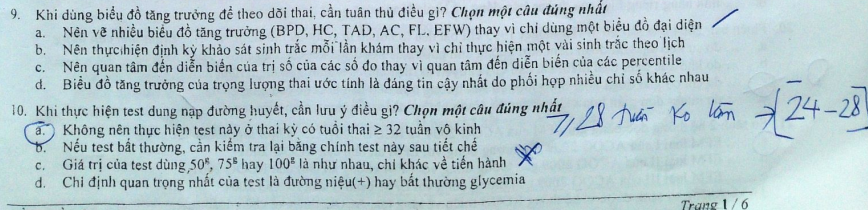 9. Khi dùng biểu đồ tăng trưởng để theo dõi thai, cần tuân thủ điều gì? Chọn một câu đúng nhất
a. Nên vẽ nhiều biểu đồ tăng trưởng (BPD, HC, TAD, AC, FL, EFW) thay vì chỉ dùng một biểu đồ đại diện
b. Nên thực hiện định kỳ khảo sát sinh trắc mỗi lần khám thay vì chỉ thực hiện một vài sinh trắc theo lịch
c. Nên quan tâm đến diễn biến của trị số của các số đo thay vì quan tâm đến diễn biến của các percentile
d. Biểu đồ tăng trưởng của trọng lượng thai ước tính là đáng tin cậy nhất do phối hợp nhiều chỉ số khác nhau
10. Khi thực hiện test dung nạp đường huyết, cần lưu ý điều gì? Chọn một câu đúng nhất
28 tuần ko làm → [24-28]
a. Không nên thực hiện test này ở thai kỳ có tuổi thai ≥ 32 tuần vô kinh
b. Nếu test bất thường, cần kiểm tra lại bằng chính test này sau tiết chế
c. Giá trị của test dùng 50g, 75g hay 100g là như nhau, chỉ khác về tiến hành
d. Chỉ định quan trọng nhất của test là đường niệu(+) hay bất thường glycemia
Trang 1 / 6